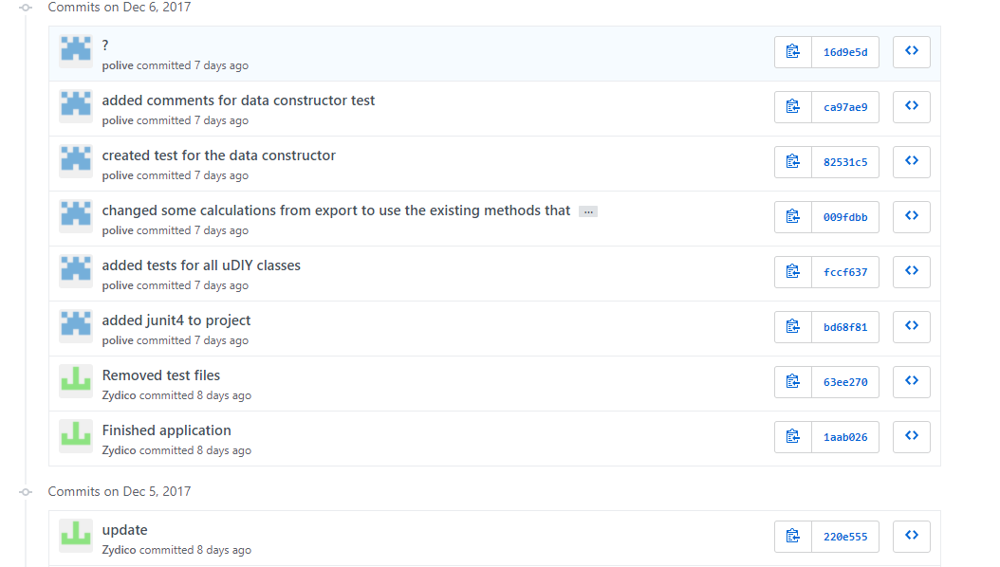 Commits on Dec 6, 2017
?
polive committed 7 days ago
16d9e5d
added comments for data constructor test
polive committed 7 days ago
ca97ae9
created test for the data constructor
polive committed 7 days ago
82531c5
changed some calculations from export to use the existing methods that ...
polive committed 7 days ago
009fdbb
added tests for all uDIY classes
polive committed 7 days ago
fccf637
added junit4 to project
polive committed 7 days ago
bd68f81
Removed test files
Zydico committed 8 days ago
63ee270
Finished application
Zydico committed 8 days ago
1aab026
Commits on Dec 5, 2017
update
Zydico committed 8 days ago
220e555